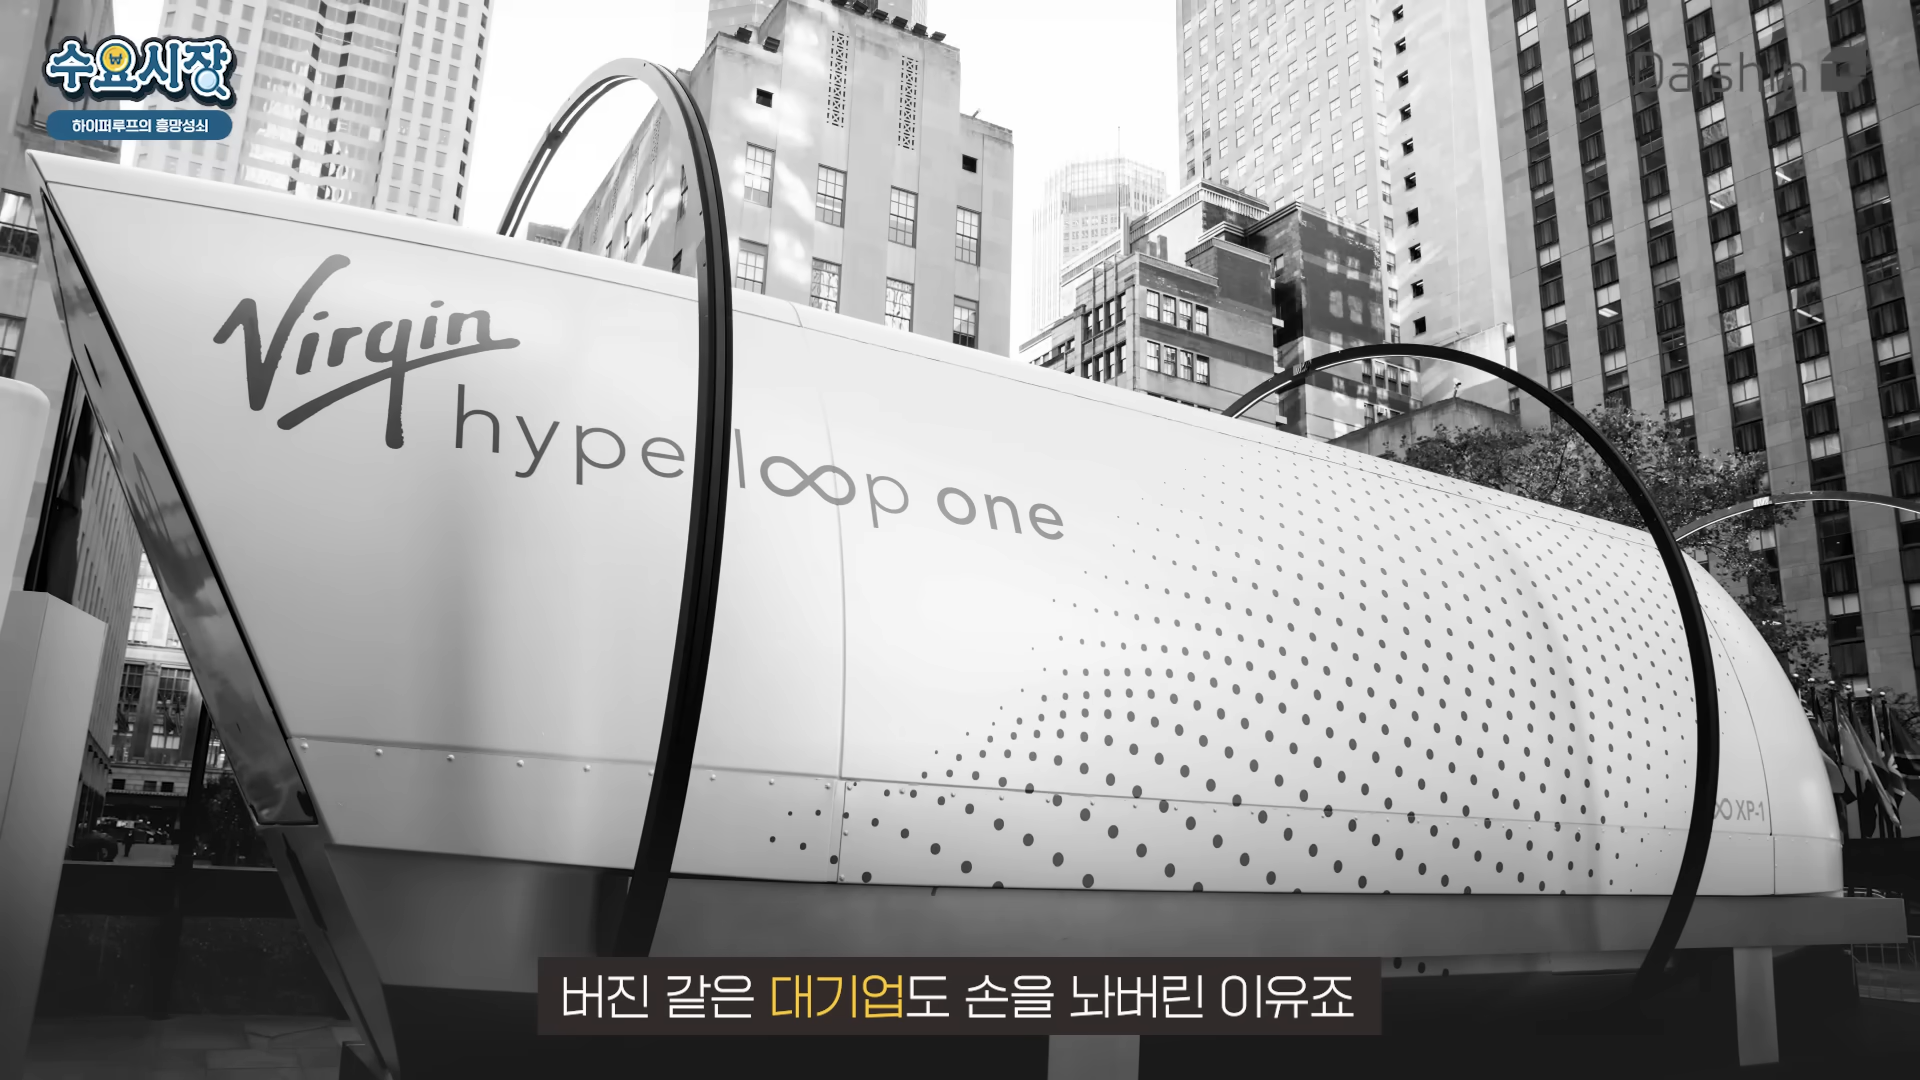 수요시장
하이퍼루프의 흥망성쇠
Daishin
Virgin
hyperloop one
XP-1
버진 같은 대기업도 손을 놔버린 이유죠